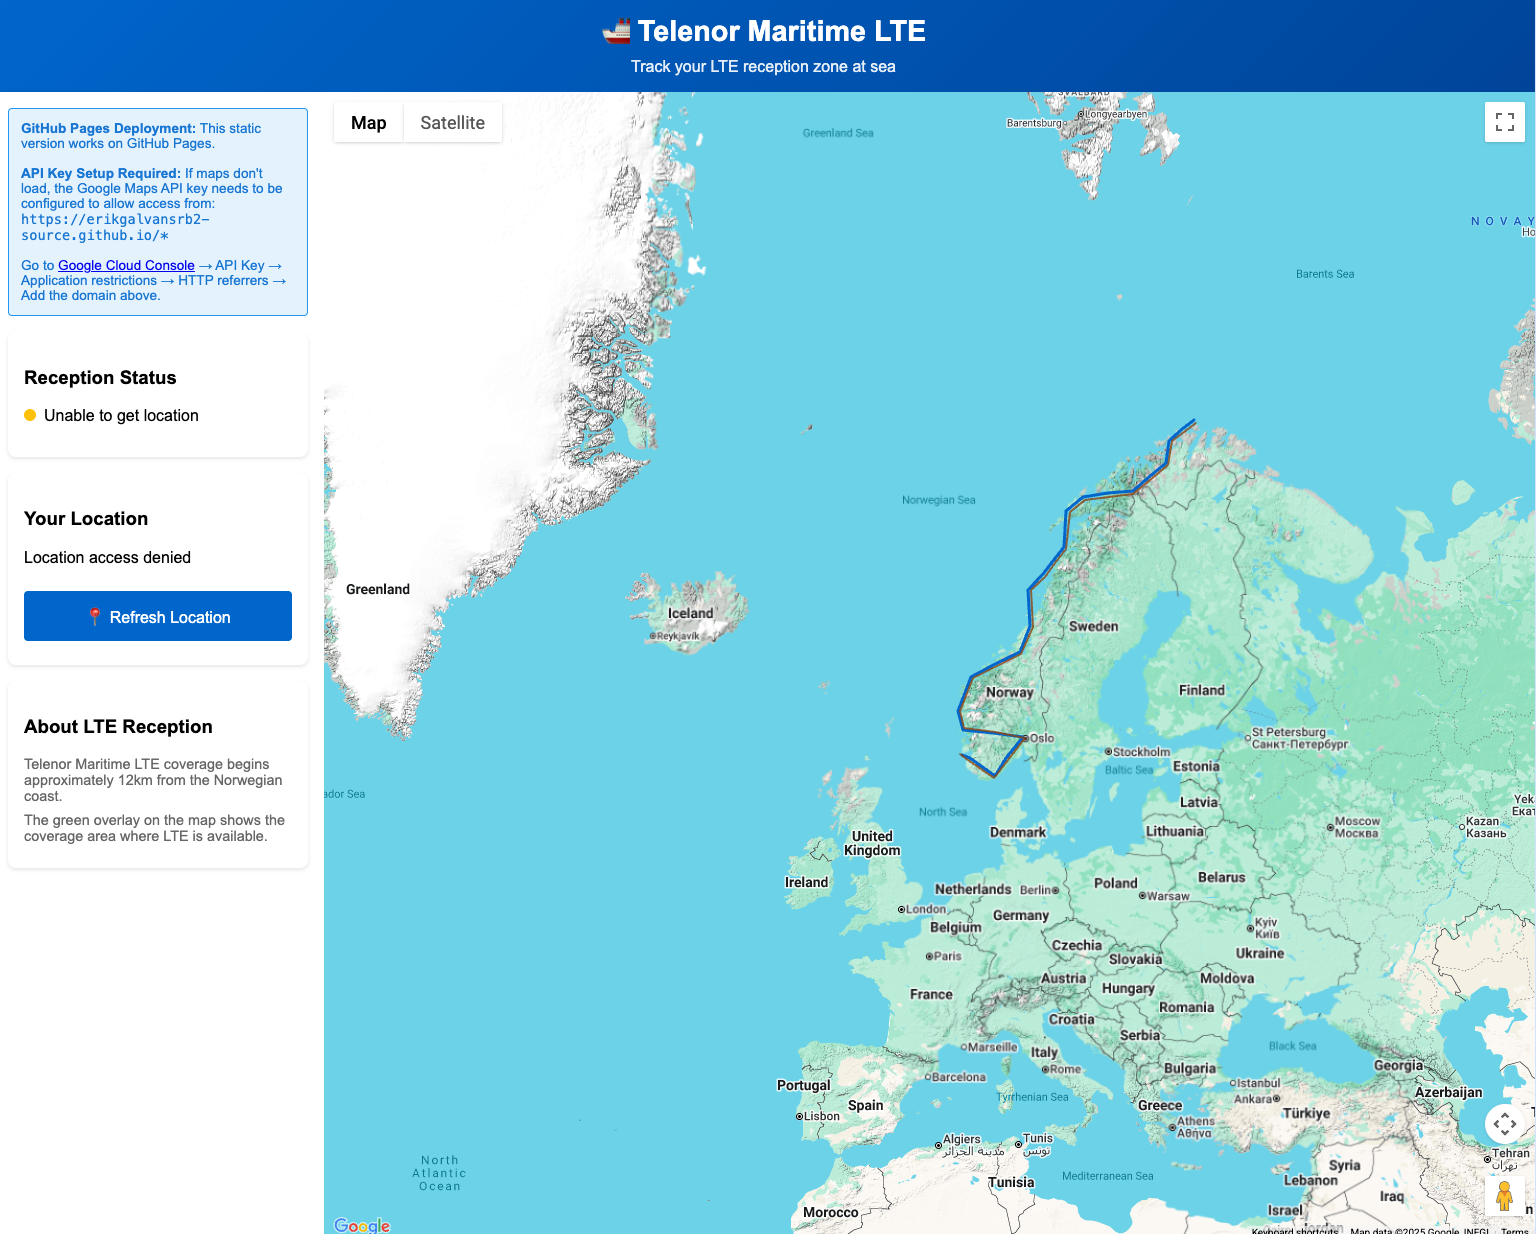 Telenor Maritime LTE
Track your LTE reception zone at sea
GitHub Pages Deployment: This static
version works on GitHub Pages.
API Key Setup Required: If maps don't
load, the Google Maps API key needs to be
configured to allow access from:
https://erikgalvansrb2-
source.github.io/*
Go to Google Cloud Console → API Key →
Application restrictions → HTTP referrers →
Add the domain above.
Reception Status
Unable to get location
Your Location
Location access denied
📍 Refresh Location
About LTE Reception
Telenor Maritime LTE coverage begins
approximately 12km from the Norwegian
coast.
The green overlay on the map shows the
coverage area where LTE is available.
Map
Satellite
SVALBARD
Longyearbyen
Barentsburg
Greenland Sea
NOVAY
Ho
Barents Sea
Norwegian Sea
Greenland
Iceland
Reykjavík
Sweden
Norway
Finland
Oslo
St Petersburg
Санкт-Петербург
Stockholm
Baltic Sea
Estonia
ador Sea
North Sea
Latvia
Yek
Екат
Denmark
Lithuania
Moscow
Москва
Kazan
Казань
United
Kingdom
Ireland
Netherlands
Berlin
Poland
Belarus
Warsaw
London
Germany
Belgium
Kyiv
Київ
Czechia
Paris
Slovakia
Ukraine
Austria
Hungary
Moldova
France
Romania
Croatia
Serbia
Marseille
Italy
Black Sea
Georgia
Bulgaria
Rome
Barcelona
Portugal
Istanbul
Azerbaijan
Spain
Tyrrhenian Sea
Ankara
Greece
Türkiye
Lisbon
Athens
Αθήνα
Algiers
مدينة الجزائر
Tunis
تونس
Tehran
تهران
North
Atlantic
Ocean
Mediterranean Sea
Syria
Lebanon
Tunisia
Iraq
Morocco
Israel
Jordan
Google
Keyboard shortcuts
Map data ©2025 Google, INEGI
Terms